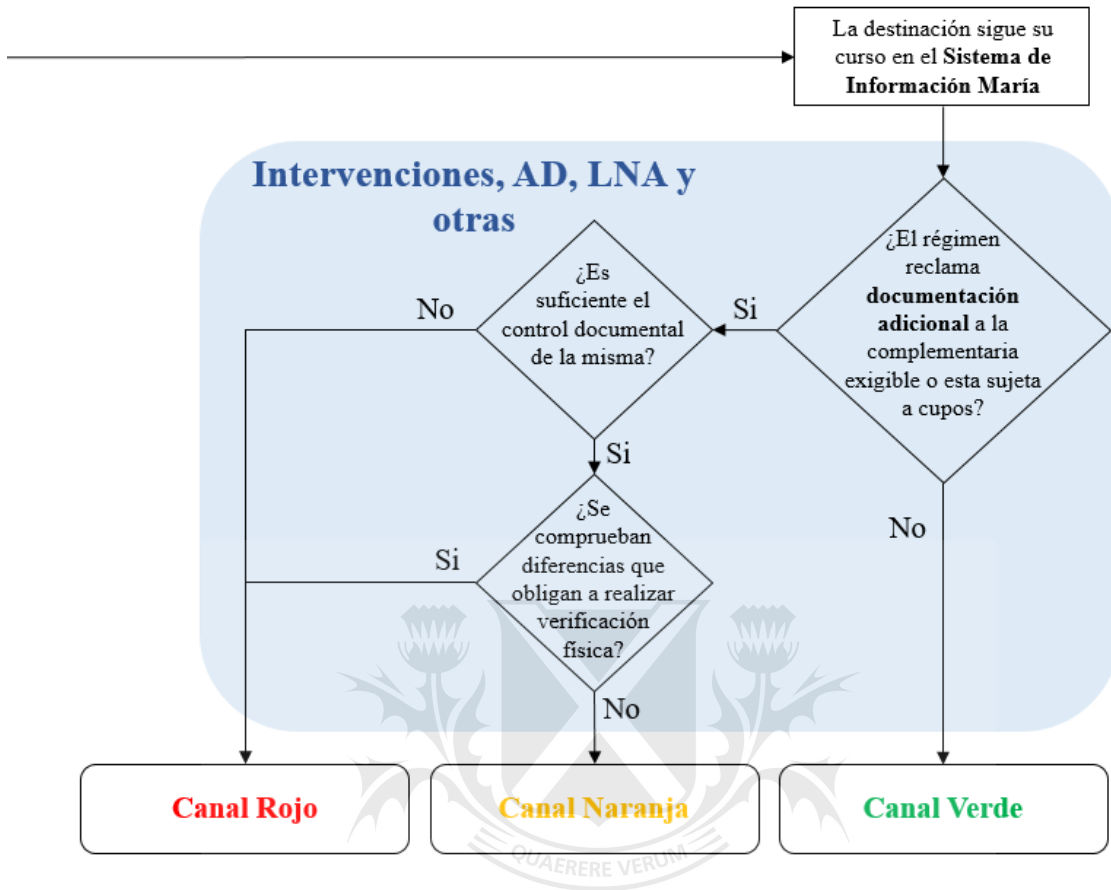 La destinación sigue su
curso en el Sistema de
Información María
Intervenciones, AD, LNA y
otras
¿El régimen
reclama
documentación
adicional a la
complementaria
exigible o esta sujeta
a cupos?
Si
No
¿Es
suficiente el
control documental
de la misma?
No
Si
¿Se
comprueban
diferencias que
obligan a realizar
verificación
física?
Si
No
Canal Rojo
Canal Naranja
Canal Verde
QUAERERE VERUM